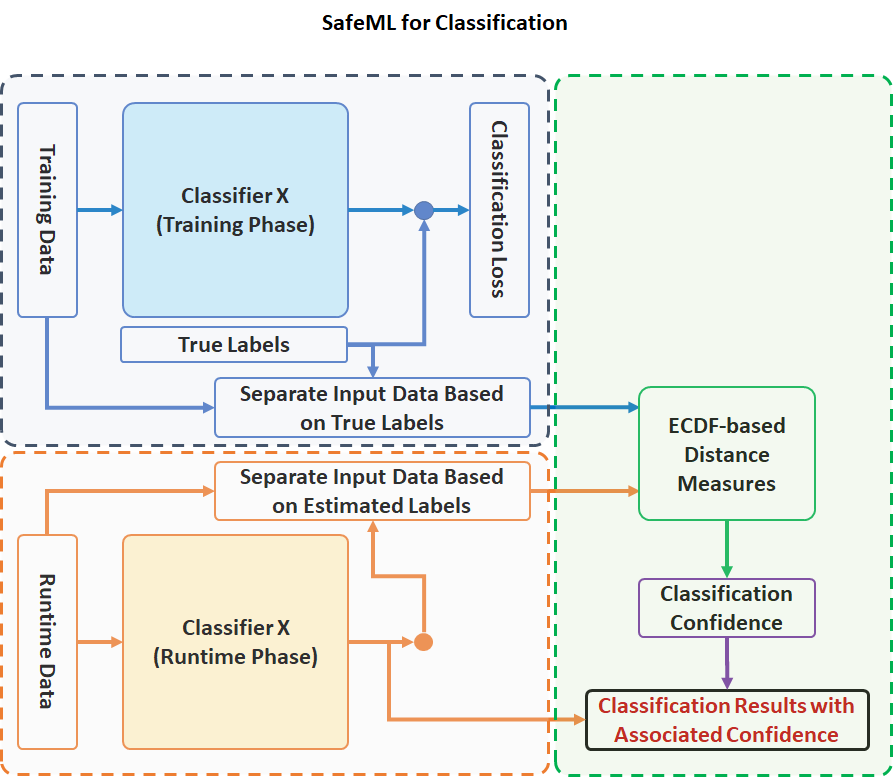 SafeML for Classification
Training Data
Classifier X
(Training Phase)
Classification Loss
True Labels
Separate Input Data Based
on True Labels
ECDF-based
Distance
Measures
Separate Input Data Based
on Estimated Labels
Runtime Data
Classifier X
(Runtime Phase)
Classification
Confidence
Classification Results with
Associated Confidence